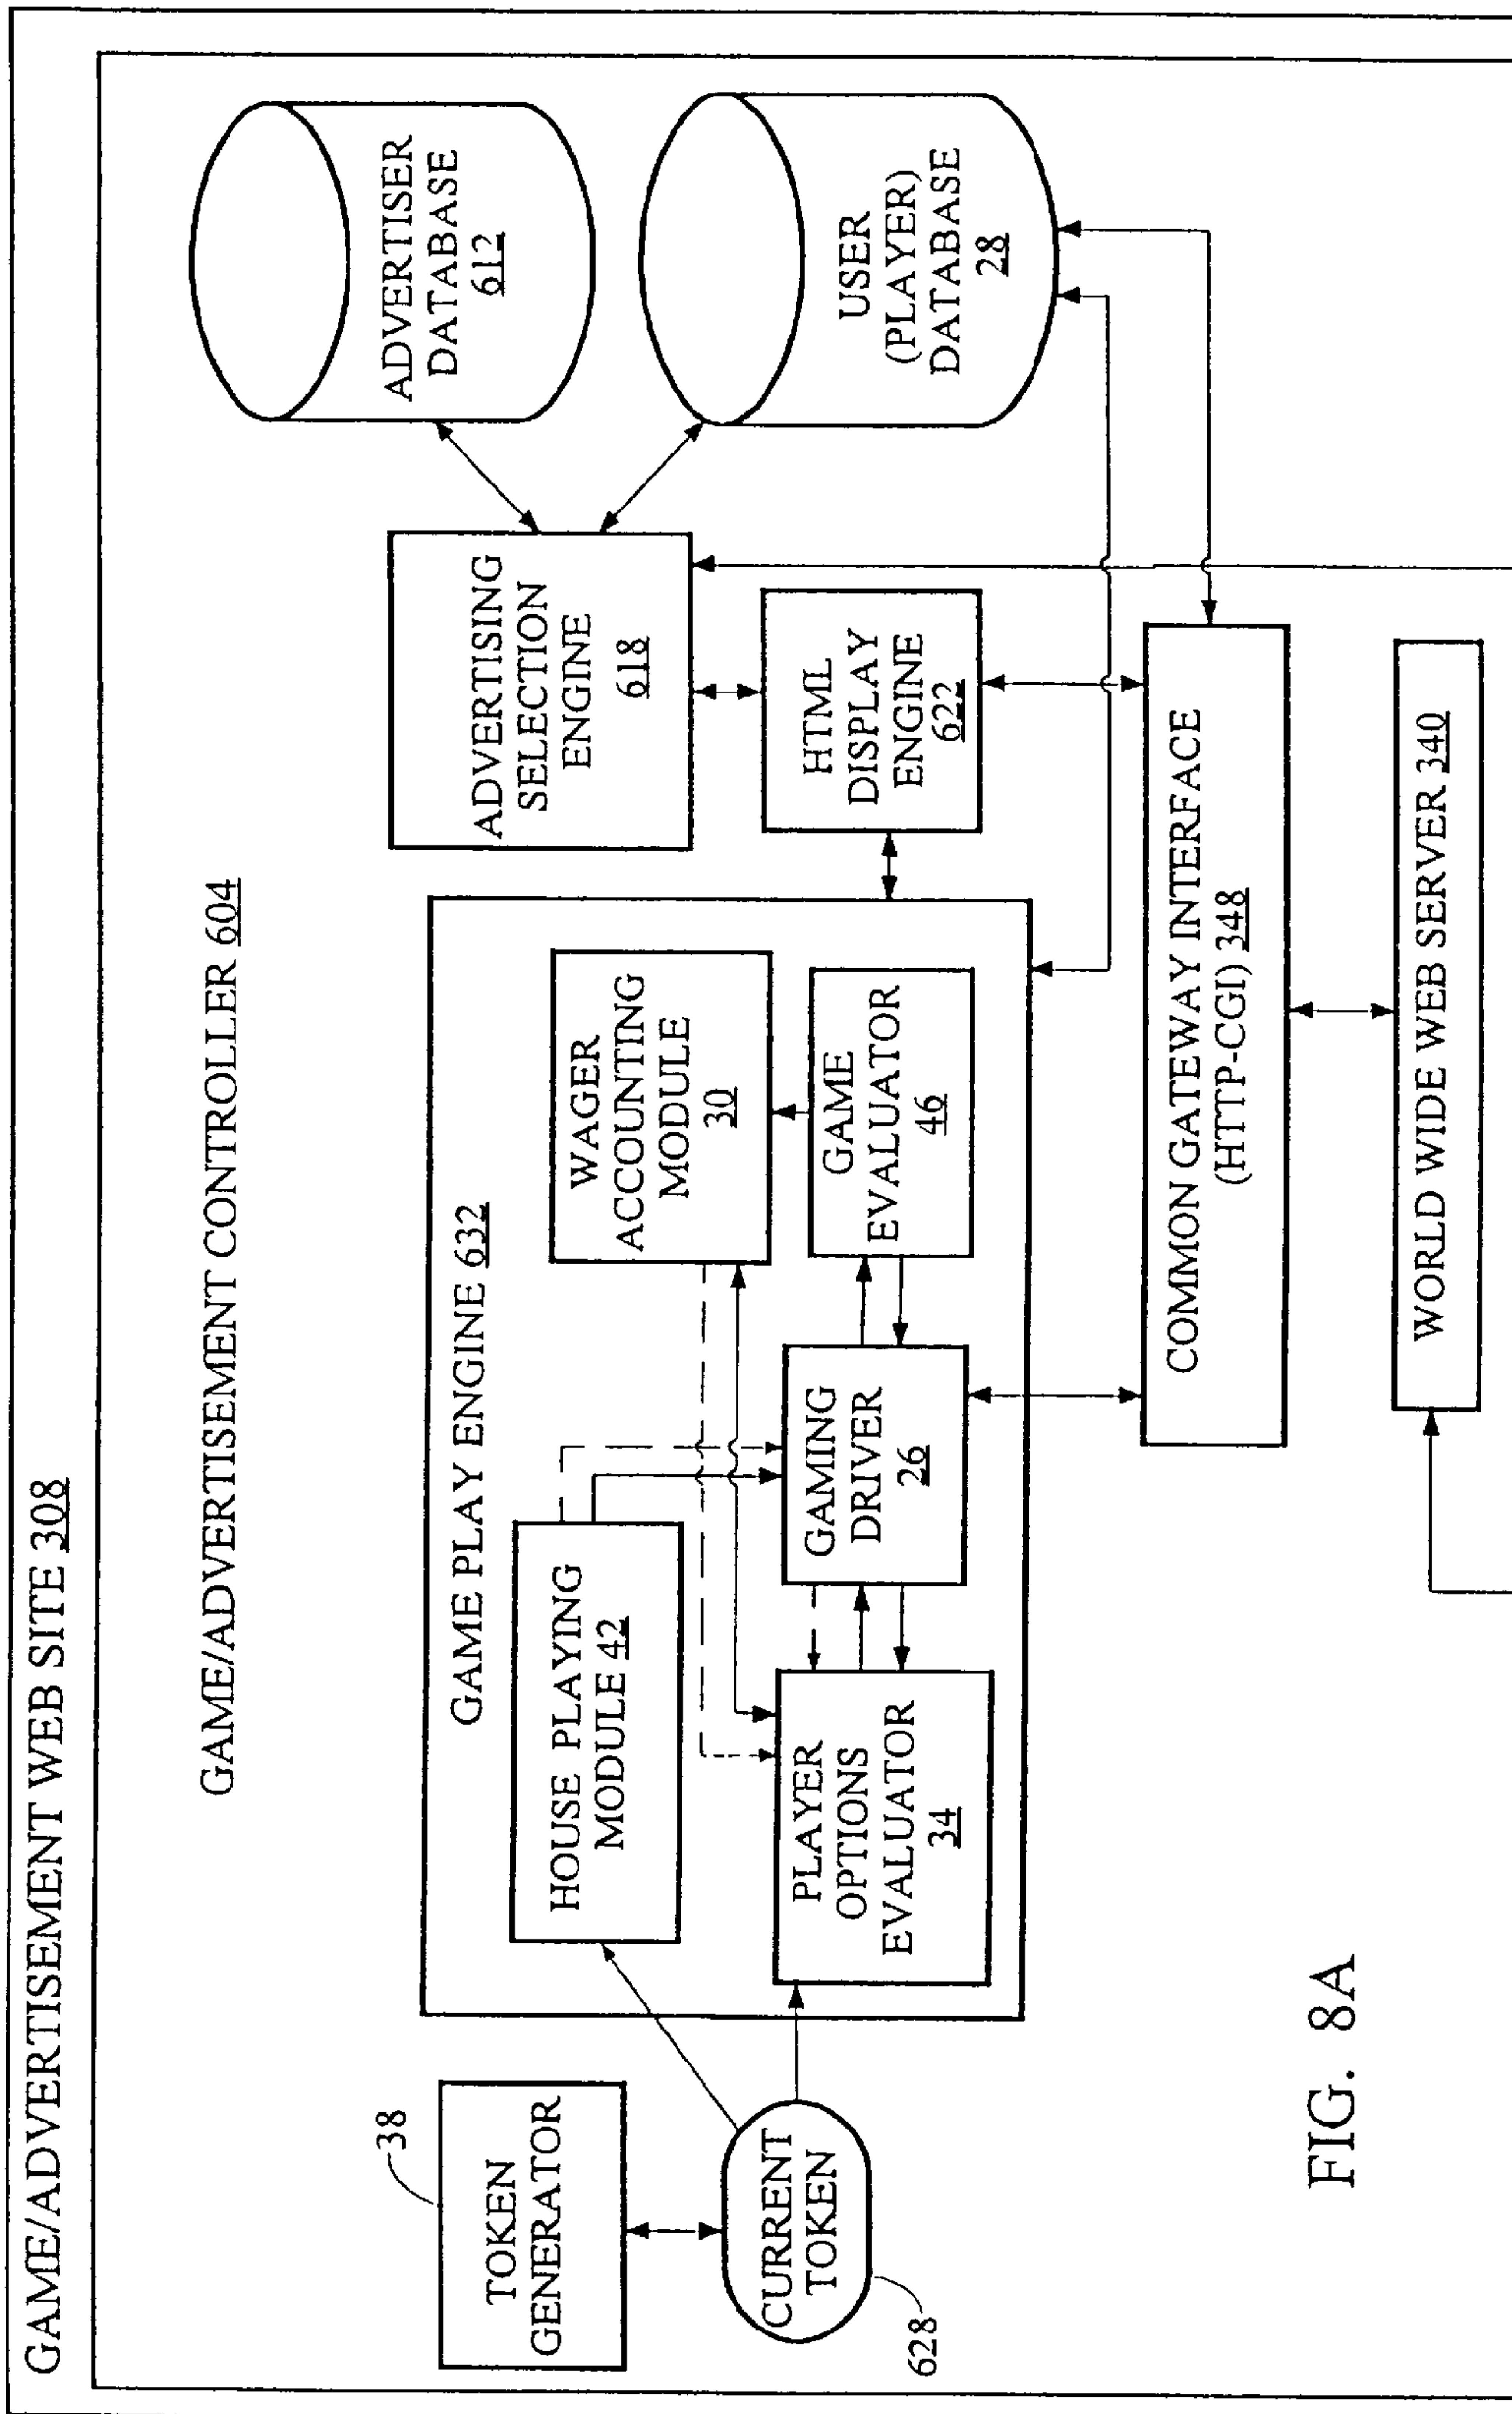 GAME/ADVERTISEMENT WEB SITE 308
GAME/ADVERTISEMENT CONTROLLER 604
38
TOKEN
GENERATOR
CURRENT
TOKEN
628
GAME PLAY ENGINE 632
HOUSE PLAYING
MODULE 42
PLAYER
OPTIONS
EVALUATOR
34
GAMING
DRIVER
26
WAGER
ACCOUNTING
MODULE
30
GAME
EVALUATOR
46
ADVERTISING
SELECTION
ENGINE
618
HTML
DISPLAY
ENGINE
622
ADVERTISER
DATABASE
612
USER
(PLAYER)
DATABASE
28
COMMON GATEWAY INTERFACE
(HTTP-CGI) 348
WORLD WIDE WEB SERVER 340
FIG. 8A